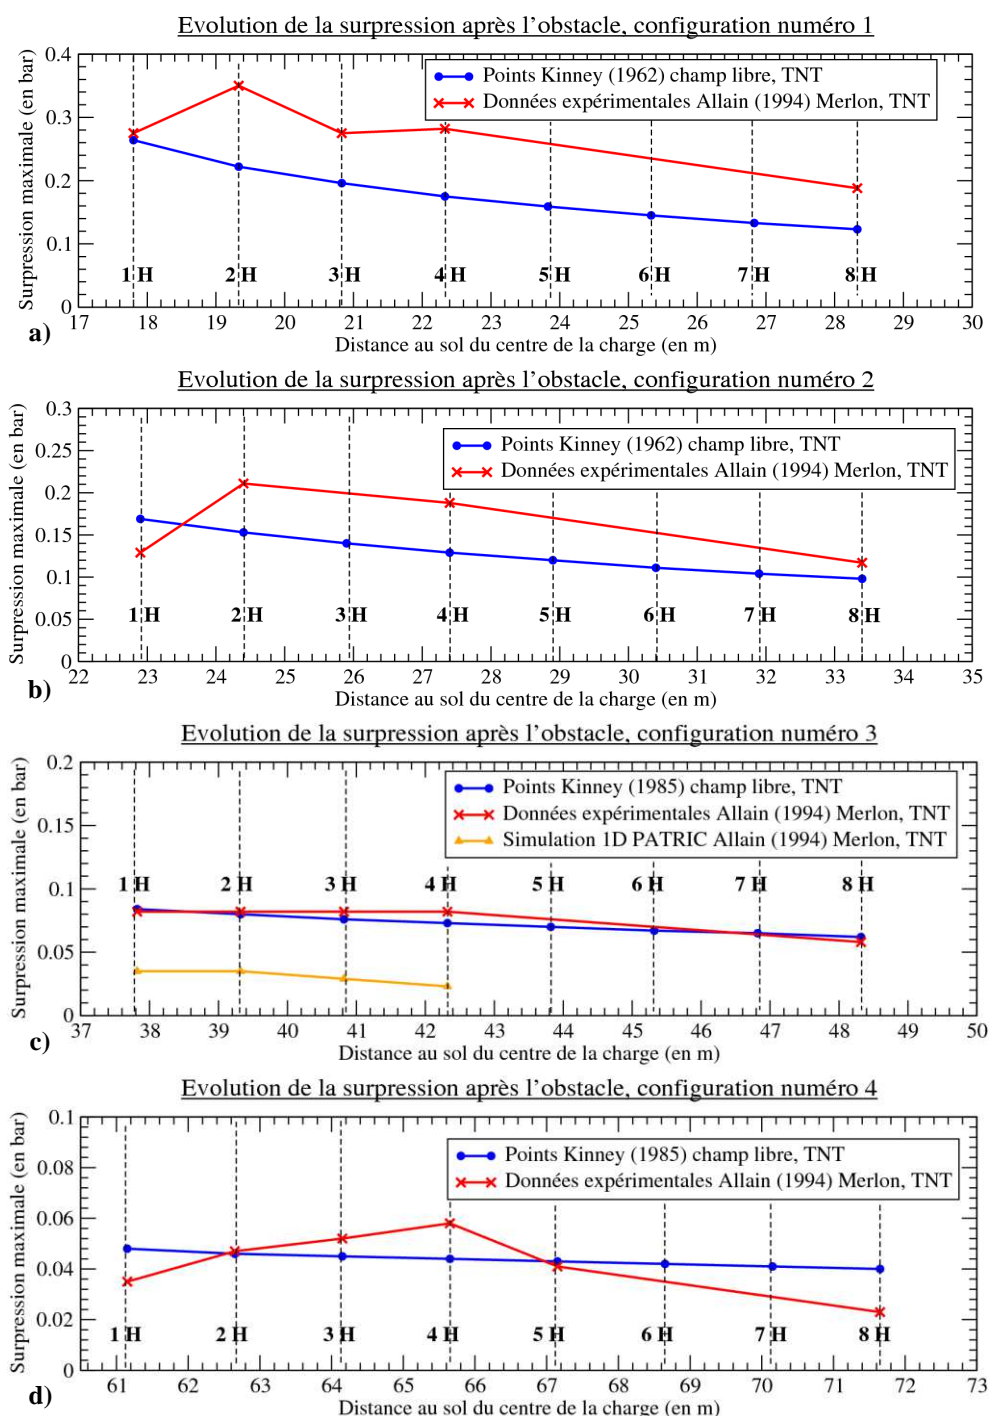 Evolution de la surpression après l'obstacle, configuration numéro 1
Surpression maximale (en bar)
0.4
0.3
0.2
0.1
0
Points Kinney (1962) champ libre, TNT
Données expérimentales Allain (1994) Merlon, TNT
1 H 2 H 3 H 4 H 5 H 6 H 7 H 8 H
17 18 19 20 21 22 23 24 25 26 27 28 29 30
a)
Distance au sol du centre de la charge (en m)
Evolution de la surpression après l'obstacle, configuration numéro 2
Surpression maximale (en bar)
0.3
0.25
0.2
0.15
0.1
0.05
0
Points Kinney (1962) champ libre, TNT
Données expérimentales Allain (1994) Merlon, TNT
1 H 2 H 3 H 4 H 5 H 6 H 7 H 8 H
22 23 24 25 26 27 28 29 30 31 32 33 34 35
b)
Distance au sol du centre de la charge (en m)
Evolution de la surpression après l'obstacle, configuration numéro 3
Surpression maximale (en bar)
0.2
0.15
0.1
0.05
0
Points Kinney (1985) champ libre, TNT
Données expérimentales Allain (1994) Merlon, TNT
Simulation 1D PATRIC Allain (1994) Merlon, TNT
1 H 2 H 3 H 4 H 5 H 6 H 7 H 8 H
37 38 39 40 41 42 43 44 45 46 47 48 49 50
c)
Distance au sol du centre de la charge (en m)
Evolution de la surpression après l'obstacle, configuration numéro 4
Surpression maximale (en bar)
0.1
0.08
0.06
0.04
0.02
0
Points Kinney (1985) champ libre, TNT
Données expérimentales Allain (1994) Merlon, TNT
1 H 2 H 3 H 4 H 5 H 6 H 7 H 8 H
61 62 63 64 65 66 67 68 69 70 71 72 73
d)
Distance au sol du centre de la charge (en m)